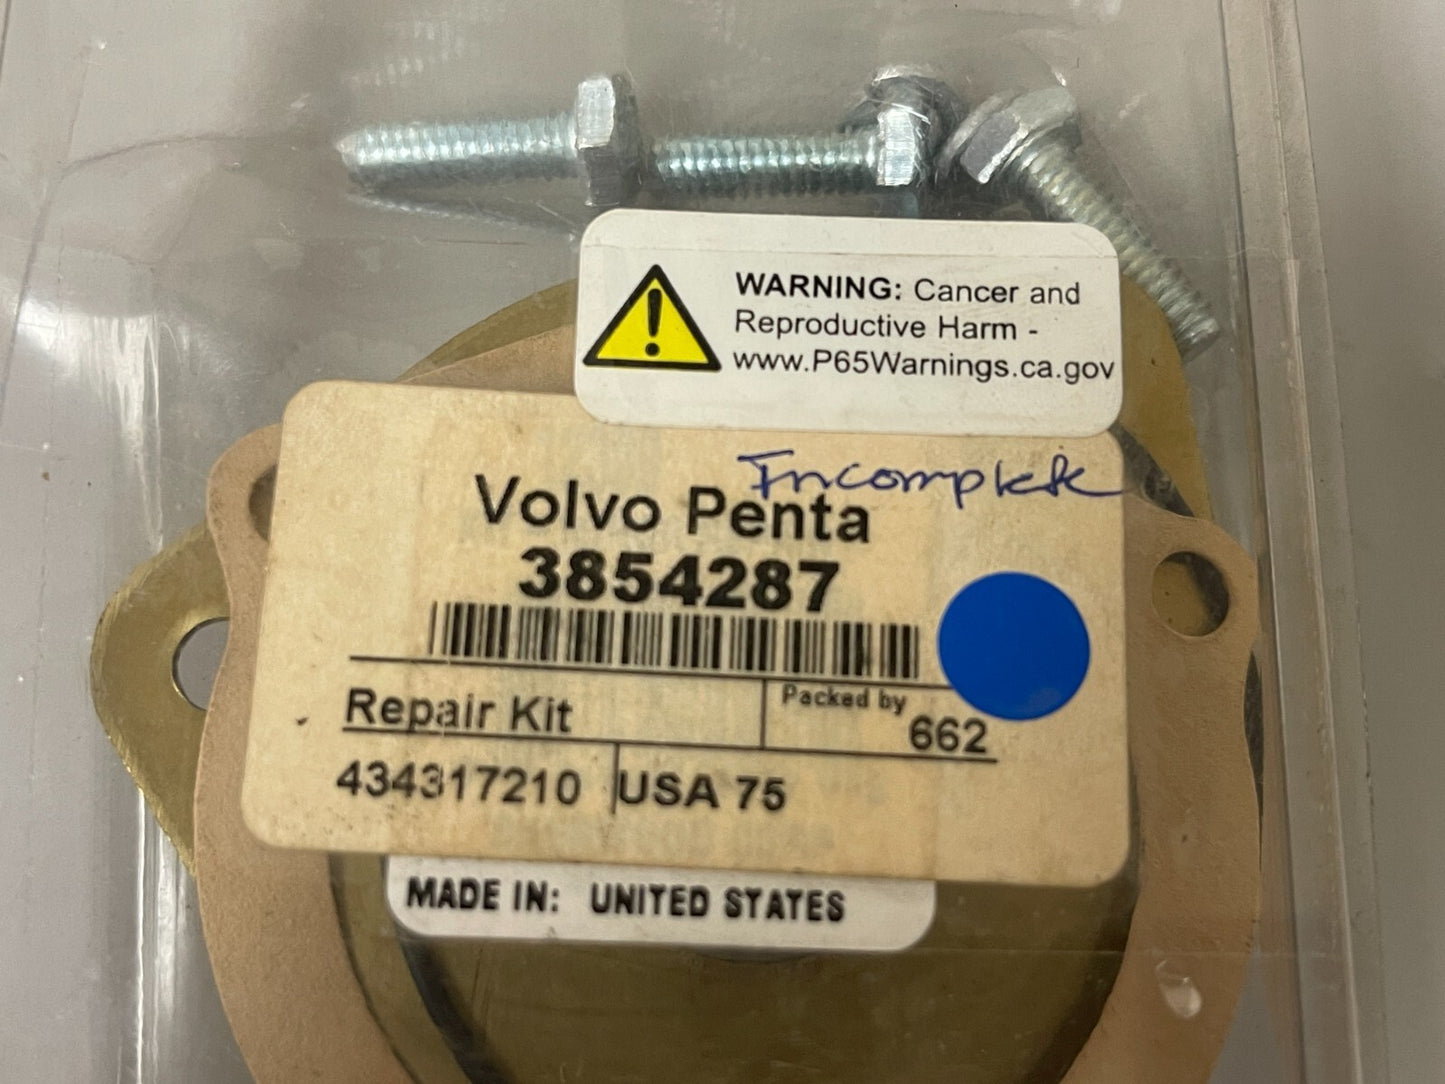 WARNING: Cancer and
Reproductive Harm -
www.P65Warnings.ca.gov
Incomplete
Volvo Penta
3854287
Repair Kit
Packed by
662
434317210
USA 75
MADE IN: UNITED STATES